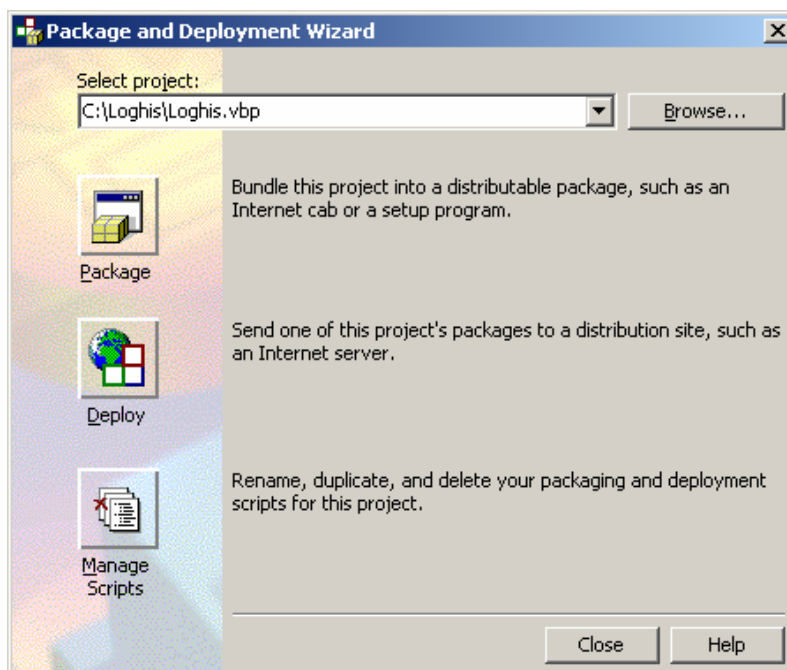 Package and Deployment Wizard
Select project:
C:\Loghis\Loghis.vbp
Browse...
Bundle this project into a distributable package, such as an
Internet cab or a setup program.
Package
Send one of this project's packages to a distribution site, such as
an Internet server.
Deploy
Rename, duplicate, and delete your packaging and deployment
scripts for this project.
Manage
Scripts
Close
Help